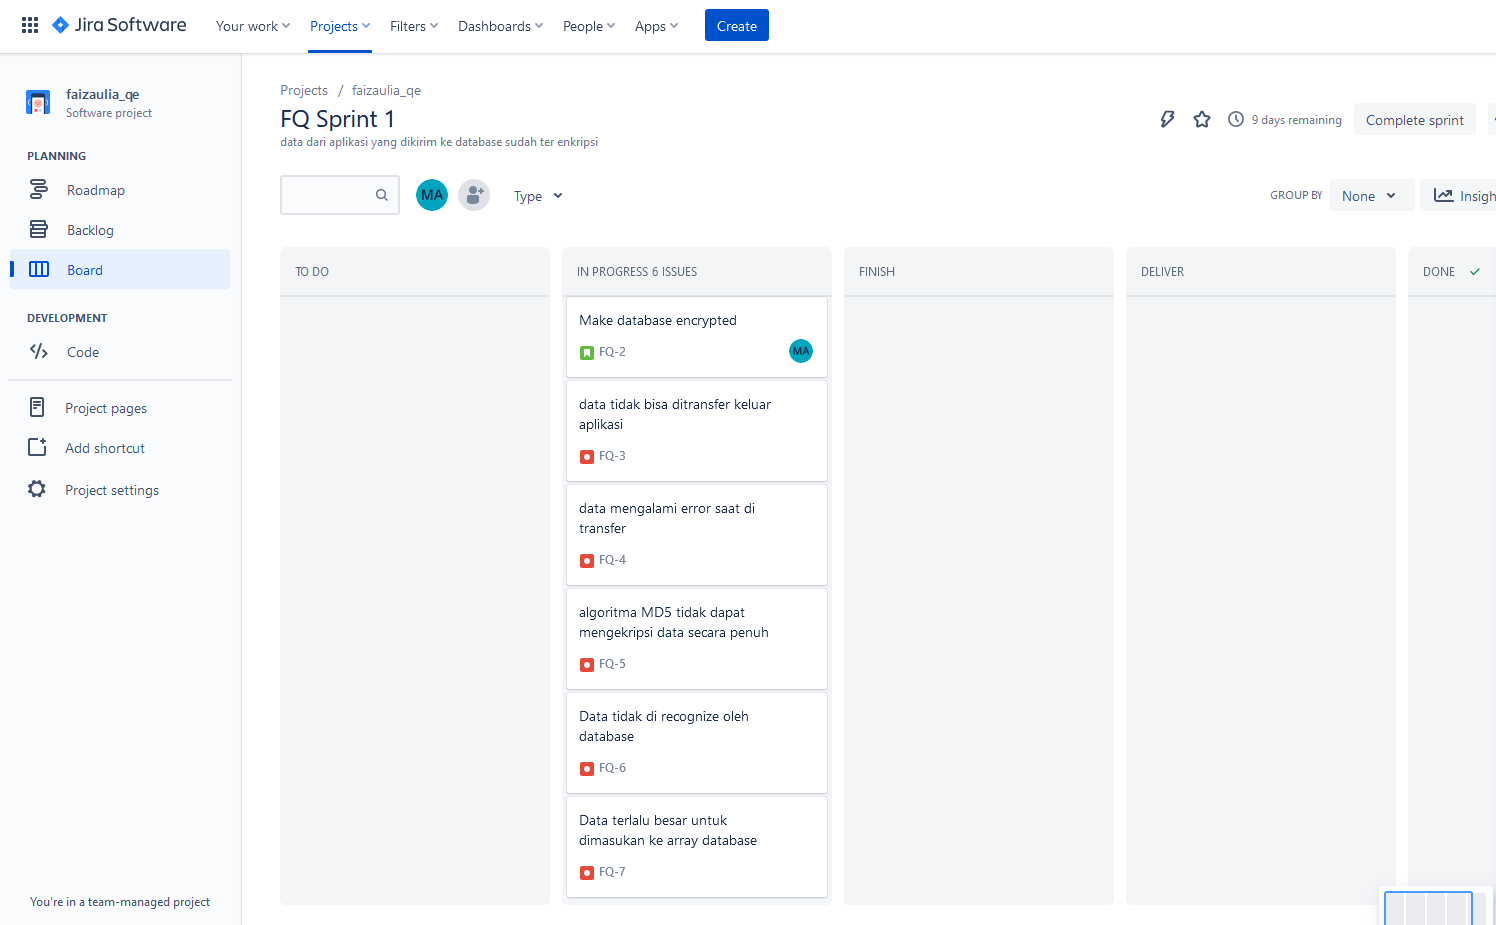 Jira Software
Your work
Projects
Filters
Dashboards
People
Apps
Create
faizaulia_qe
Software project
PLANNING
Roadmap
Backlog
Board
DEVELOPMENT
Code
Project pages
Add shortcut
Project settings
You're in a team-managed project
Projects / faizaulia_qe
FQ Sprint 1
data dari aplikasi yang dikirim ke database sudah ter enkripsi
9 days remaining
Complete sprint
MA
Type
GROUP BY
None
Insigh
TO DO
IN PROGRESS 6 ISSUES
Make database encrypted
FQ-2
MA
data tidak bisa ditransfer keluar
aplikasi
FQ-3
data mengalami error saat di
transfer
FQ-4
algoritma MD5 tidak dapat
mengekripsi data secara penuh
FQ-5
Data tidak di recognize oleh
database
FQ-6
Data terlalu besar untuk
dimasukan ke array database
FQ-7
FINISH
DELIVER
DONE